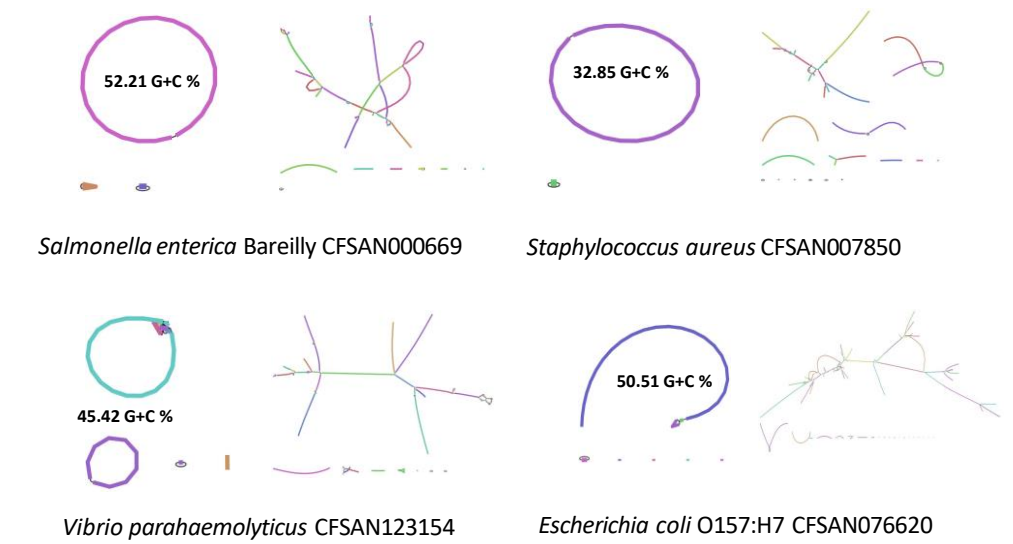 52.21 G+C %
32.85 G+C %
Salmonella enterica Bareilly CFSAN000669
Staphylococcus aureus CFSAN007850
45.42 G+C %
50.51 G+C %
Vibrio parahaemolyticus CFSAN123154
Escherichia coli O157:H7 CFSAN076620